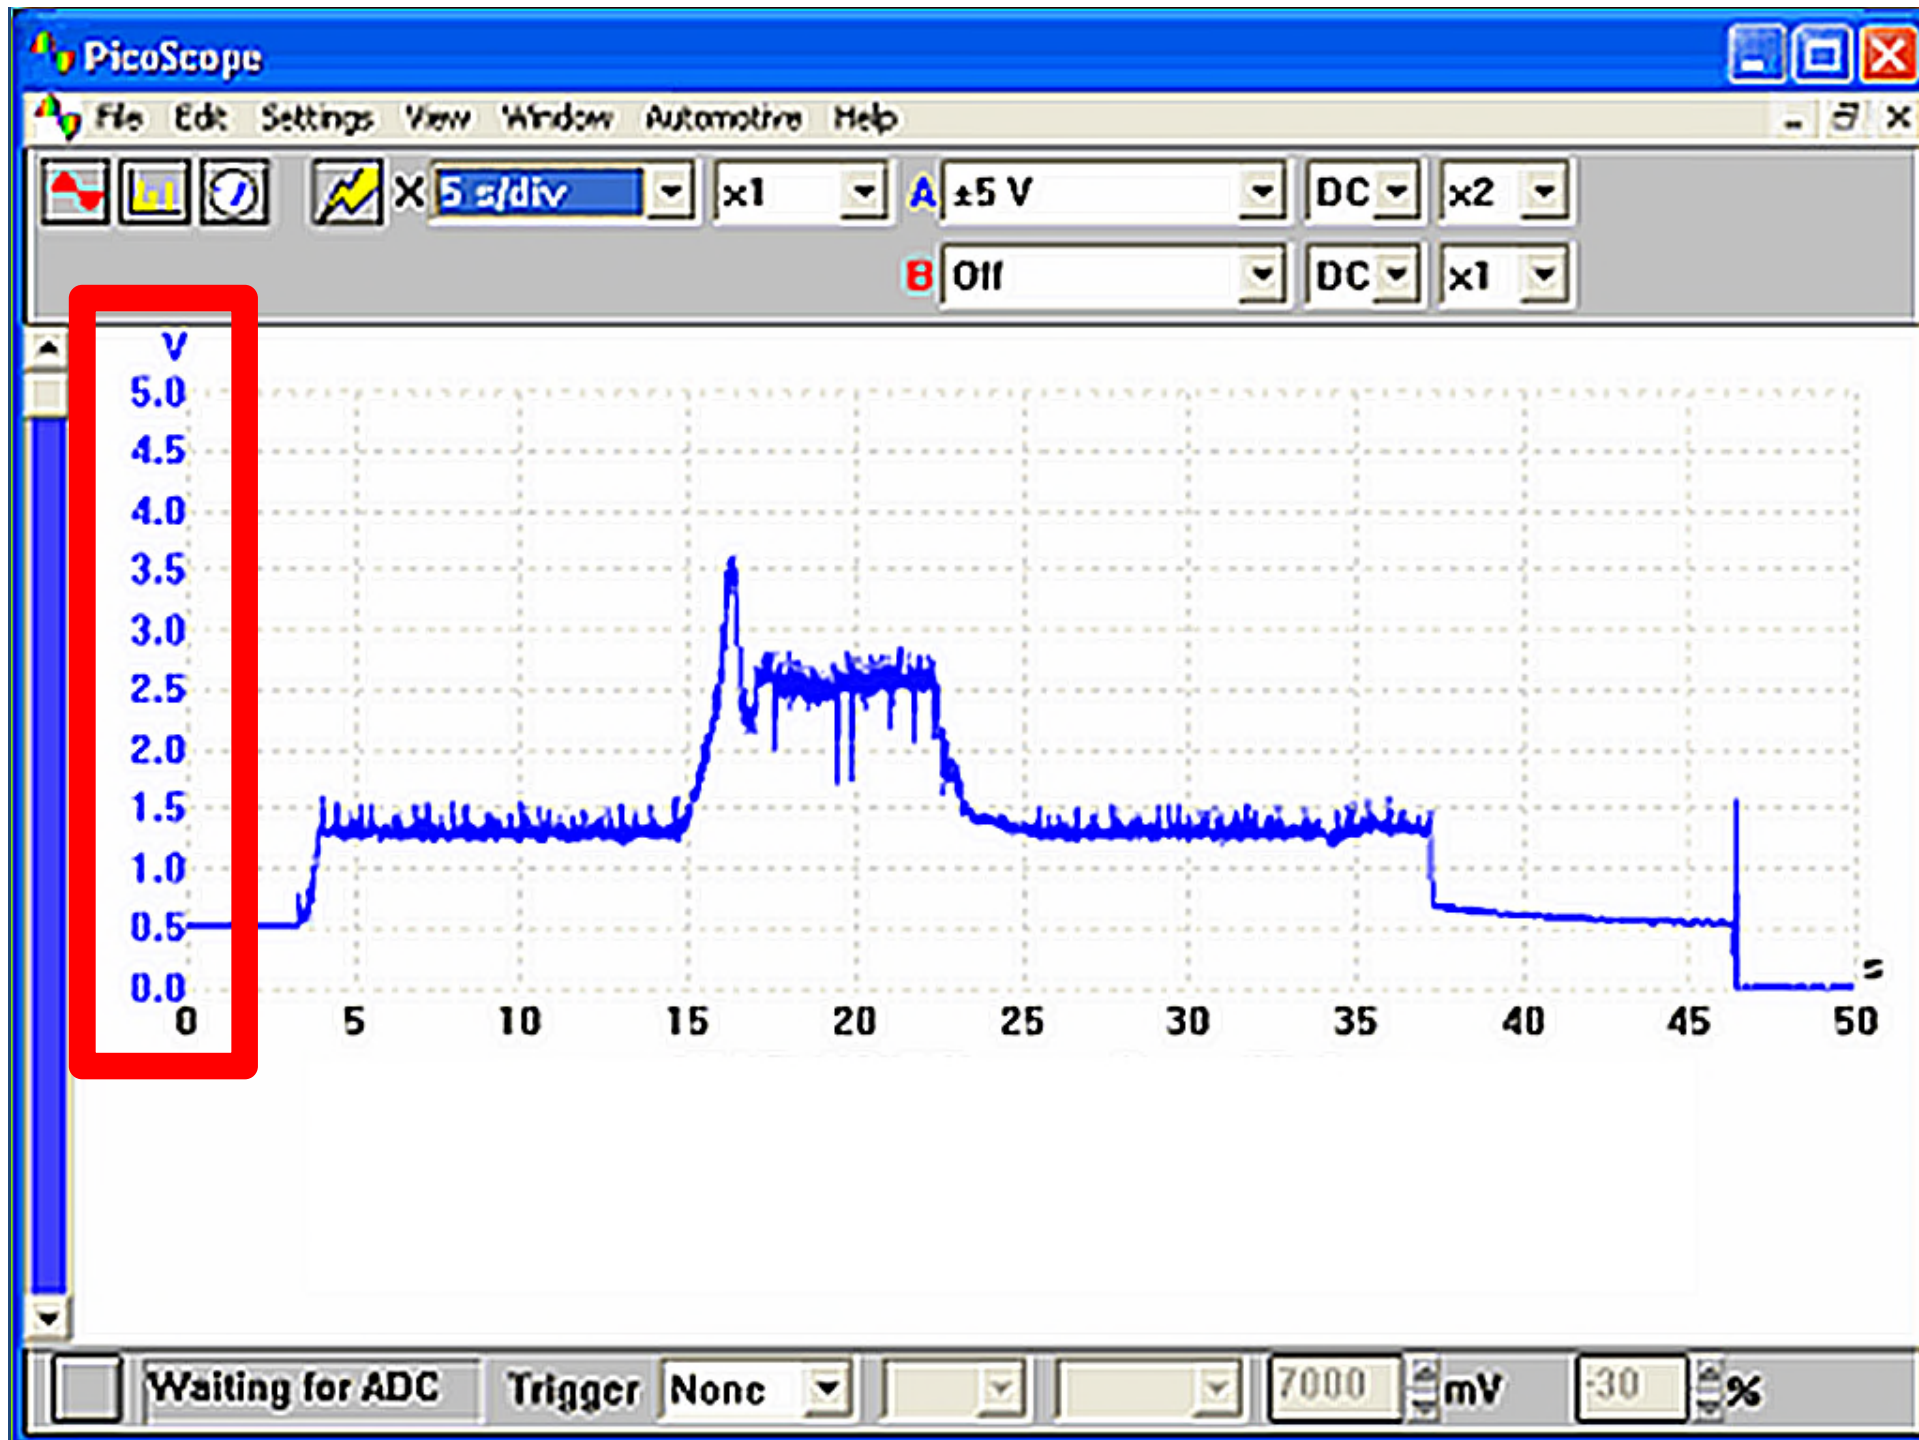 PicoScope
File Edit Settings View Window Automotive Help
X 5 s/div x1 A ±5 V DC x2
B Off DC x1
V
5.0
4.5
4.0
3.5
3.0
2.5
2.0
1.5
1.0
0.5
0.0
s
0 5 10 15 20 25 30 35 40 45 50
Waiting for ADC Trigger None 7000 mV -30 %